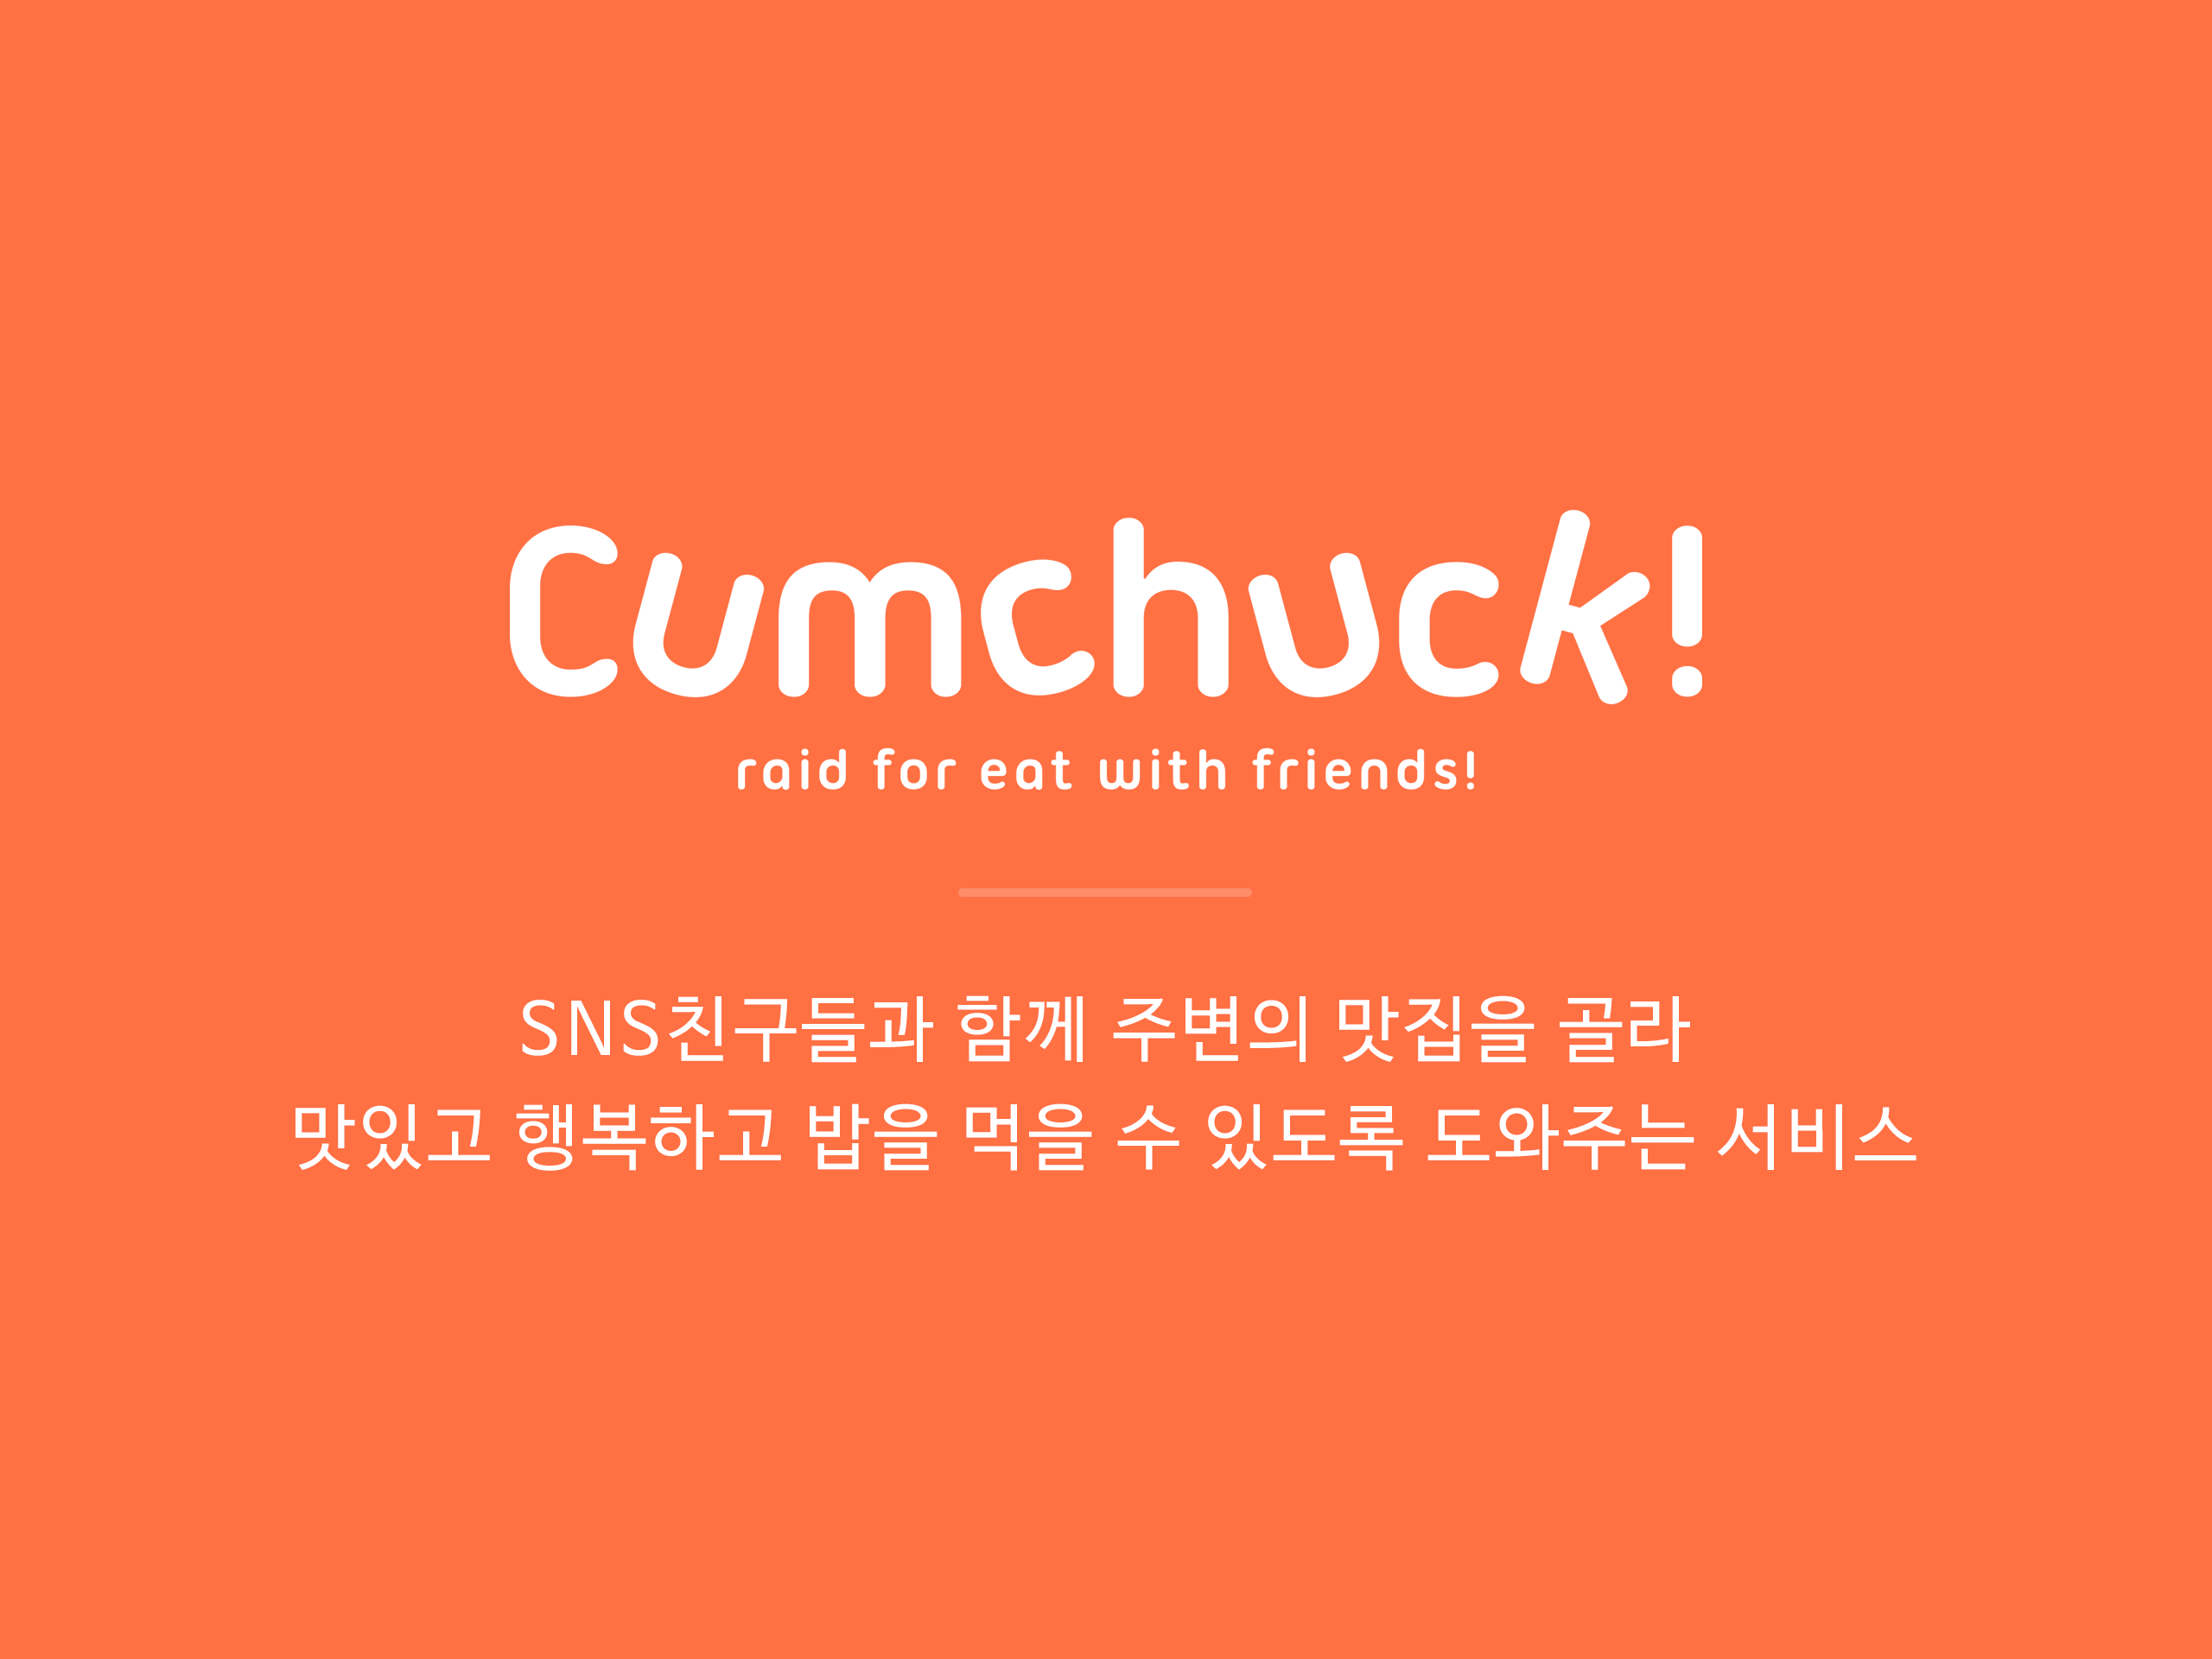 Cumchuck!
raid for eat with friends!
SNS친구들과 함께 주변의 맛집을 골라
맛있고 행복하고 밥을 먹을 수 있도록 도와주는 서비스